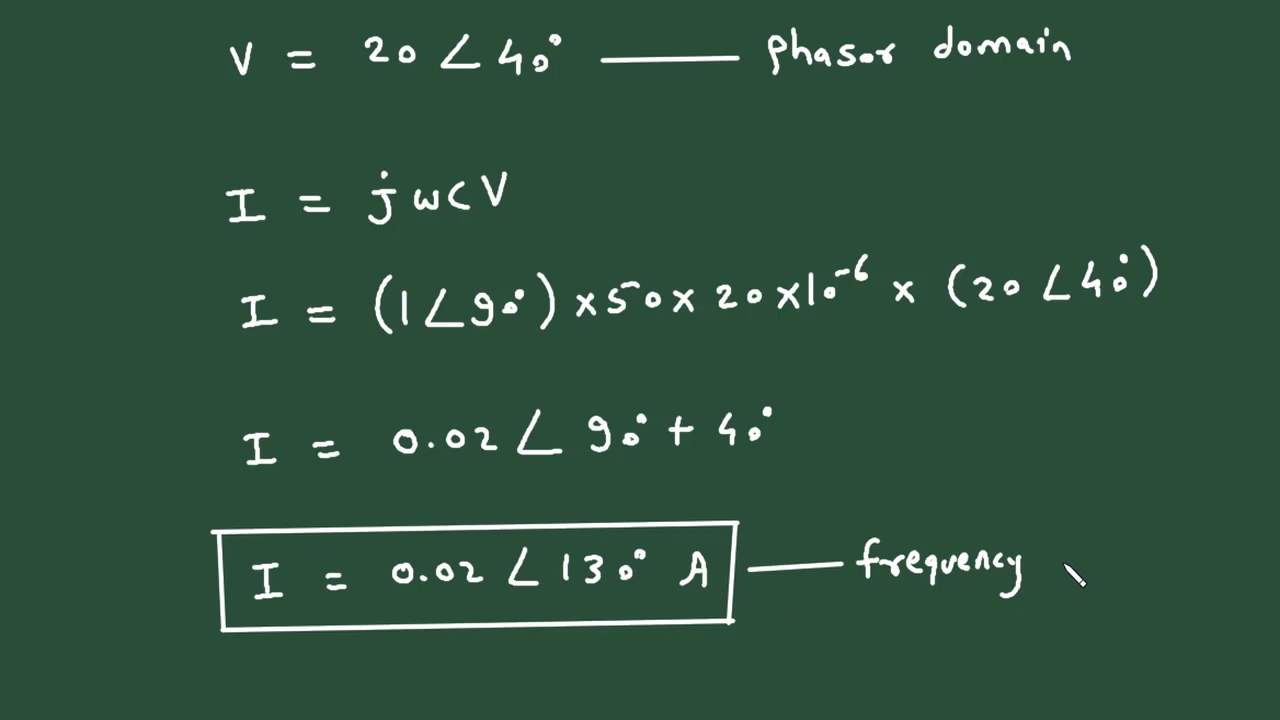 V = 20 ∠ 40° —— phasor domain
I = jωCV
I = (1∠90°) × 50 × 20 × 10⁻⁶ × (20 ∠ 40°)
I = 0.02 ∠ 90° + 40°
I = 0.02 ∠ 130° A —— frequency